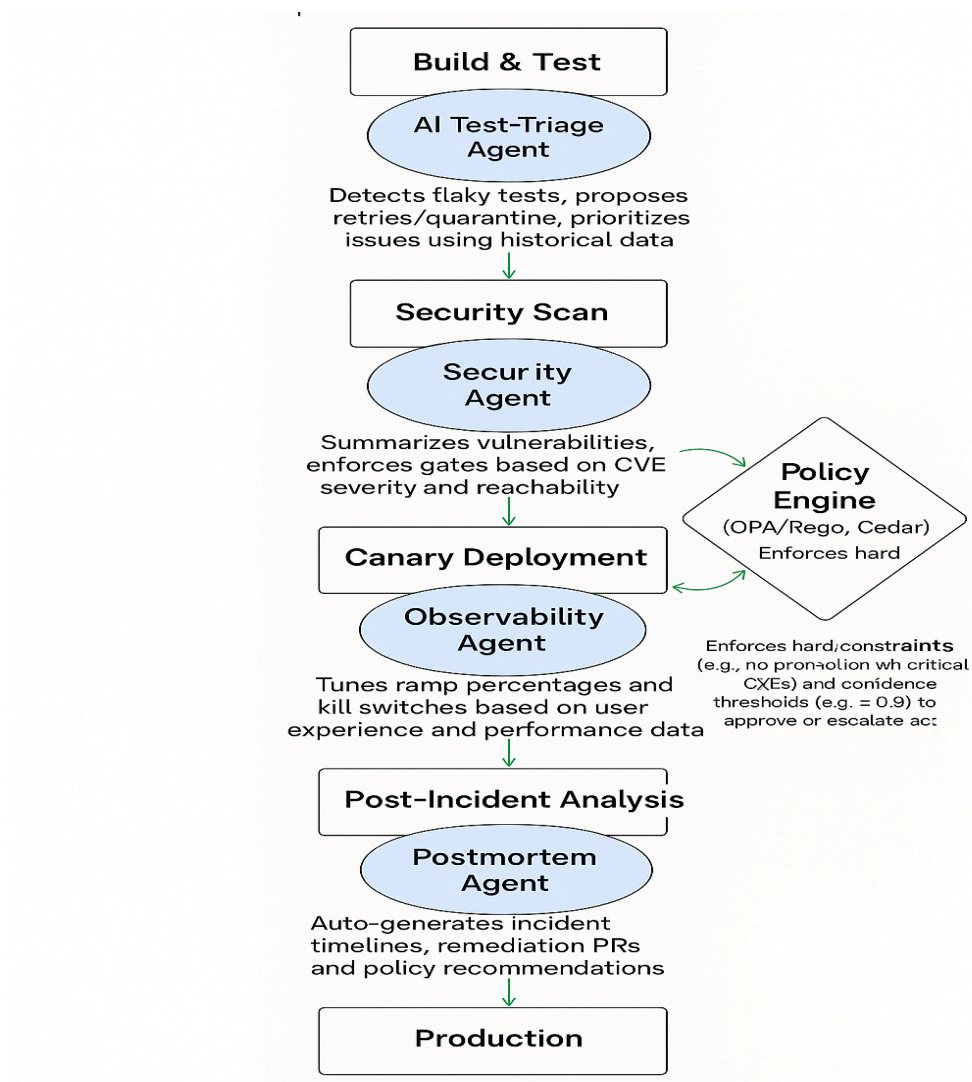 Build & Test
AI Test-Triage
Agent
Detects flaky tests, proposes
retries/quarantine, prioritizes
issues using historical data
Security Scan
Security
Agent
Summarizes vulnerabilities,
enforces gates based on CVE
severity and reachability
Policy
Engine
(OPA/Rego, Cedar)
Enforces hard
Canary Deployment
Observability
Agent
Tunes ramp percentages and
kill switches based on user
experience and performance data
Enforces hard/constraints
(e.g., no wh critical
CXEs) and confidence
thresholds (e.g. = 0.9) to
approve or escalate
Post-Incident Analysis
Postmortem
Agent
Auto-generates incident
timelines, remediation PRs
and policy recommendations
Production